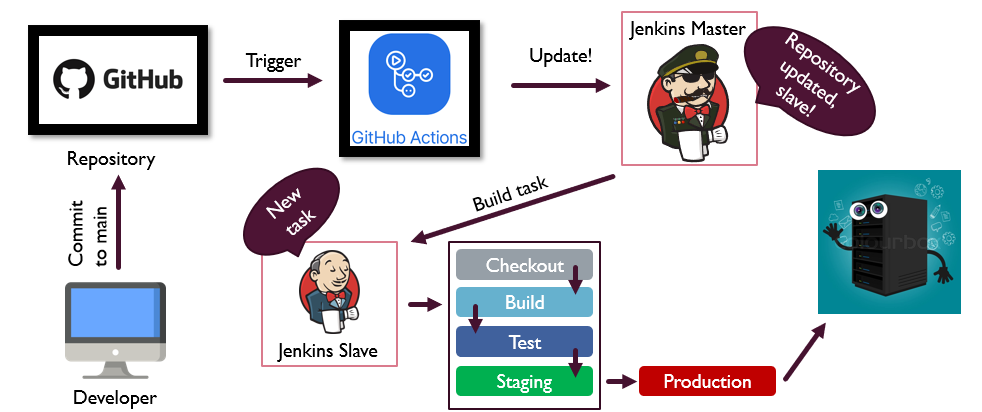 GitHub
Repository
Trigger
GitHub Actions
Update!
Jenkins Master
Repository
updated,
slave!
Commit
to main
Developer
New
task
Jenkins Slave
Build task
Checkout
Build
Test
Staging
Production